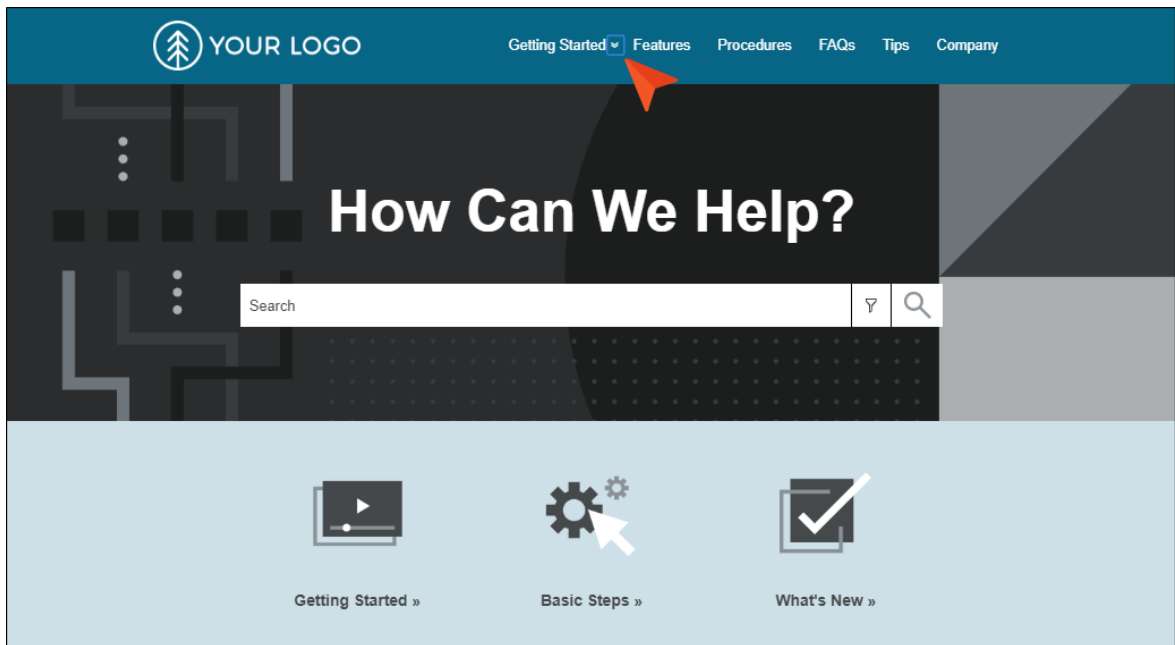 YOUR LOGO
Getting Started Features Procedures FAQs Tips Company
How Can We Help?
Search
Getting Started » Basic Steps » What's New »